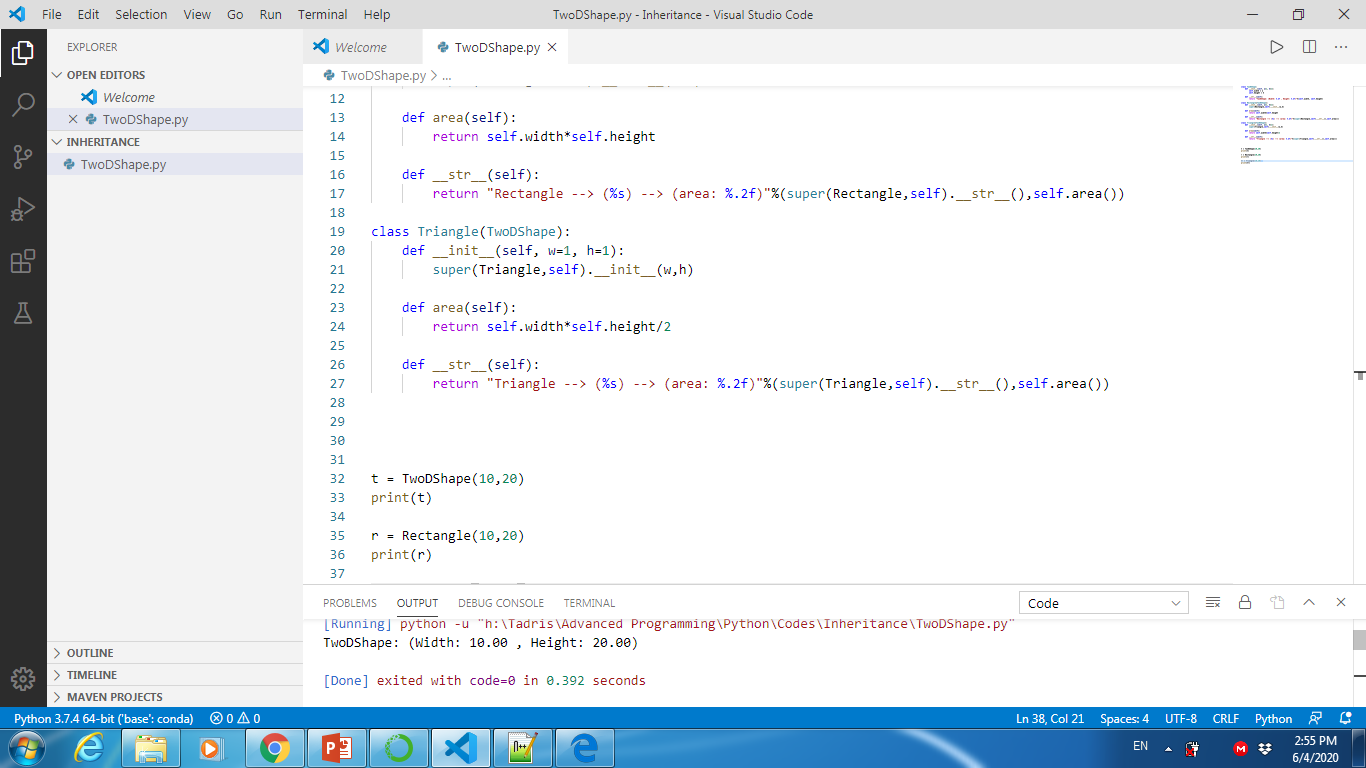 File Edit Selection View Go Run Terminal Help TwoDShape.py - Inheritance - Visual Studio Code
EXPLORER
OPEN EDITORS
Welcome
TwoDShape.py
INHERITANCE
TwoDShape.py
OUTLINE
TIMELINE
MAVEN PROJECTS
Welcome TwoDShape.py
TwoDShape.py > ...
12
13 def area(self):
14 return self.width*self.height
15
16 def __str__(self):
17 return "Rectangle --> (%s) --> (area: %.2f)"%(super(Rectangle,self).__str__(),self.area())
18
19 class Triangle(TwoDShape):
20 def __init__(self, w=1, h=1):
21 super(Triangle,self).__init__(w,h)
22
23 def area(self):
24 return self.width*self.height/2
25
26 def __str__(self):
27 return "Triangle --> (%s) --> (area: %.2f)"%(super(Triangle,self).__str__(),self.area())
28
29
30
31
32 t = TwoDShape(10,20)
33 print(t)
34
35 r = Rectangle(10,20)
36 print(r)
37
PROBLEMS OUTPUT DEBUG CONSOLE TERMINAL Code
[Running] python -u "h:\Tadris\Advanced Programming\Python\Codes\Inheritance\TwoDShape.py"
TwoDShape: (Width: 10.00 , Height: 20.00)
[Done] exited with code=0 in 0.392 seconds
Python 3.7.4 64-bit ('base': conda) 0 0 Ln 38, Col 21 Spaces: 4 UTF-8 CRLF Python
EN 2:55 PM
6/4/2020